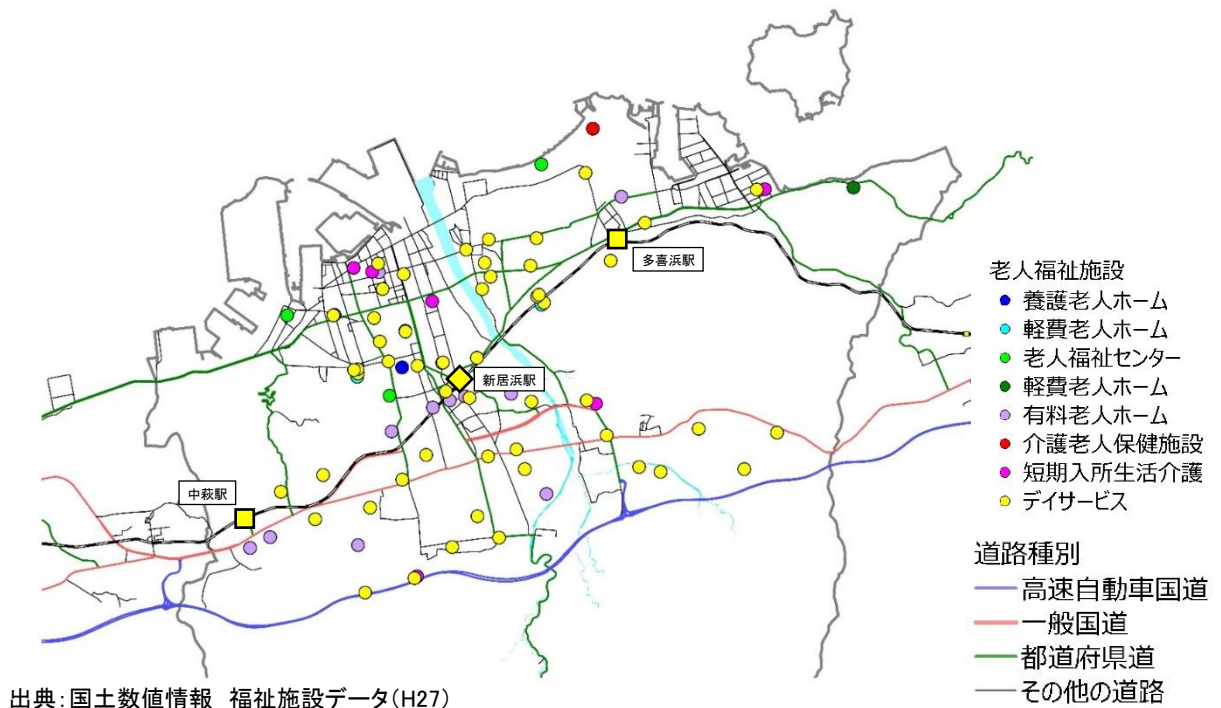 多喜浜駅
新居浜駅
中萩駅
老人福祉施設
養護老人ホーム
軽費老人ホーム
老人福祉センター
軽費老人ホーム
有料老人ホーム
介護老人保健施設
短期入所生活介護
デイサービス
道路種別
高速自動車国道
一般国道
都道府県道
その他の道路
出典:国土数値情報 福祉施設データ(H27)